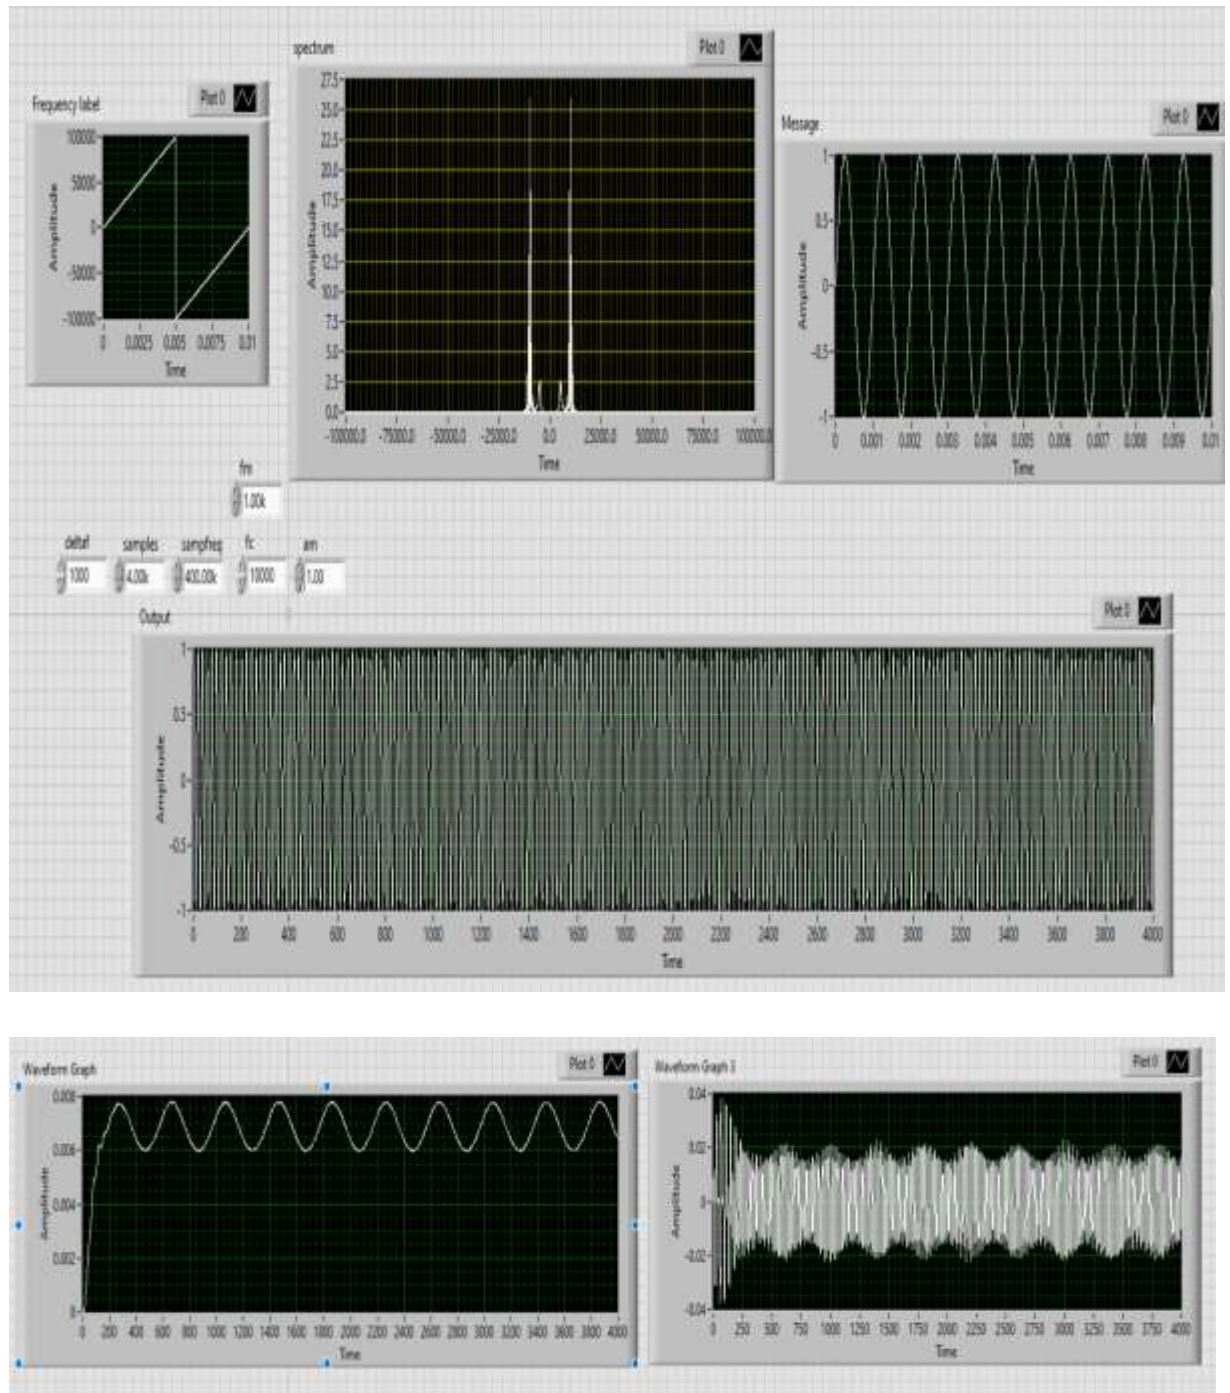 spectrum
Plot 0
Frequency label
Plot 0
Amplitude
100000
50000
0
-50000
-100000
0 0.0025 0.005 0.0075 0.01
Time
Amplitude
27.5
25.0
22.5
20.0
17.5
15.0
12.5
10.0
7.5
5.0
2.5
0.0
-100000.0 -75000.0 -50000.0 -25000.0 0.0 25000.0 50000.0 75000.0 100000.0
Time
Message
Plot 0
Amplitude
1
0.5
0
-0.5
-1
0 0.001 0.002 0.003 0.004 0.005 0.006 0.007 0.008 0.009 0.01
Time
fm
1.00k
deltaf samples sampfreq fc am
1000 4.00k 400.00k 10000 1.00
Output
Plot 0
Amplitude
1
0.5
0
-0.5
-1
0 200 400 600 800 1000 1200 1400 1600 1800 2000 2200 2400 2600 2800 3000 3200 3400 3600 3800 4000
Time
Waveform Graph
Plot 0
Amplitude
0.008
0.006
0.004
0.002
0
0 200 400 600 800 1000 1200 1400 1600 1800 2000 2200 2400 2600 2800 3000 3200 3400 3600 4000
Time
Waveform Graph 3
Plot 0
Amplitude
0.04
0.02
0
-0.02
-0.04
0 250 500 750 1000 1250 1500 1750 2000 2250 2500 2750 3000 3250 3500 3750 4000
Time